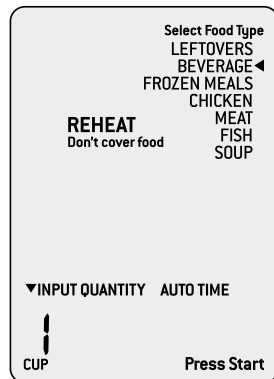 Select Food Type
LEFTOVERS
BEVERAGE◀
FROZEN MEALS
CHICKEN
MEAT
FISH
SOUP
REHEAT
Don't cover food
▼INPUT QUANTITY AUTO TIME
1
CUP
Press Start